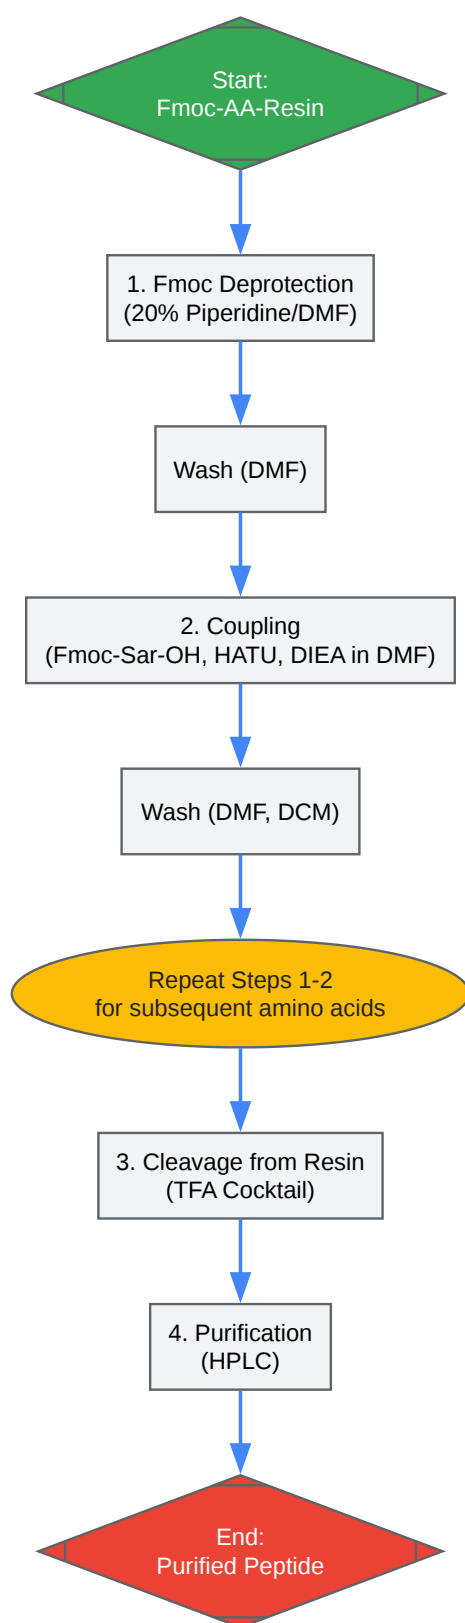 Start:
Fmoc-AA-Resin
1. Fmoc Deprotection
(20% Piperidine/DMF)
Wash (DMF)
2. Coupling
(Fmoc-Sar-OH, HATU, DIEA in DMF)
Wash (DMF, DCM)
Repeat Steps 1-2
for subsequent amino acids
3. Cleavage from Resin
(TFA Cocktail)
4. Purification
(HPLC)
End:
Purified Peptide